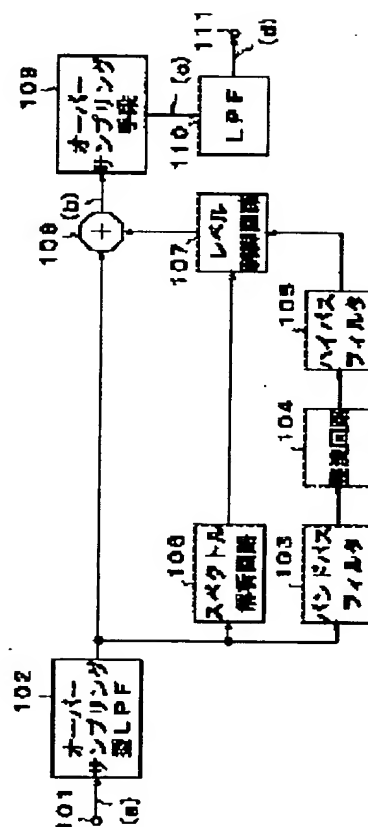 101
(a)
102
オーバー
サンプリング
型LPF
106
スペクトル
解析回路
103
バンドパス
フィルタ
104
整流回路
105
ハイパス
フィルタ
107
レベル
制御回路
108
+
(b)
109
オーバー
サンプリング
手段
(c)
110
LPF
111
(d)